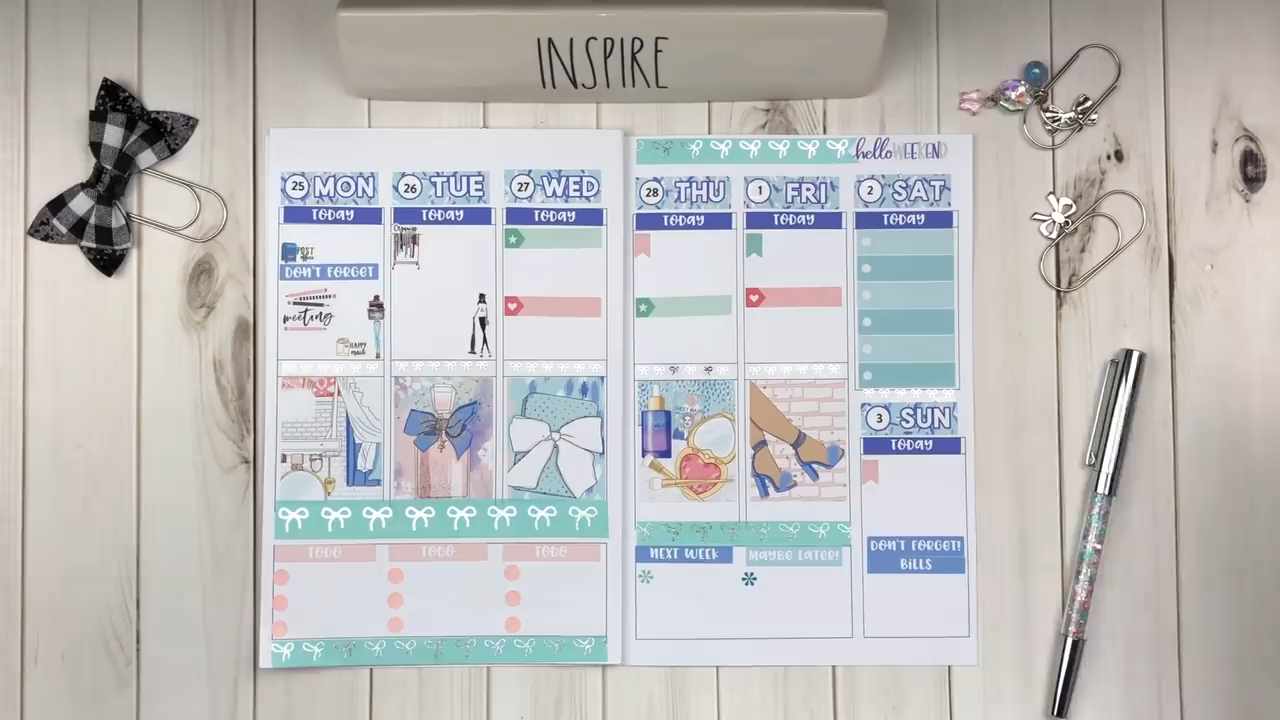 INSPIRE
hello WEEKEND
25 MON
26 TUE
27 WED
28 THU
1 FRI
2 SAT
TODAY
TODAY
TODAY
TODAY
TODAY
TODAY
POST
office
DON'T FORGET
meeting
HAPPY
mail
3 SUN
TODAY
TODO
TODO
TODO
NEXT WEEK
MAYBE LATER!
DON'T FORGET!
BILLS